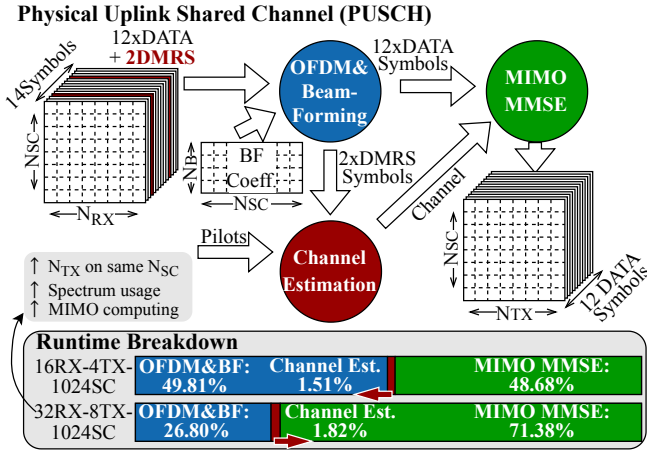 Physical Uplink Shared Channel (PUSCH)
14Symbols
12xDATA
+ 2DMRS
NSC
NRX
OFDM&
Beam-
Forming
12xDATA
Symbols
MIMO
MMSE
NB
BF
Coeff.
NSC
2xDMRS
Symbols
Channel
Pilots
Channel
Estimation
NSC
NTX
12 DATA
Symbols
↑ NTX on same NSC
↑ Spectrum usage
↑ MIMO computing
Runtime Breakdown
16RX-4TX-
1024SC
OFDM&BF:
49.81%
Channel Est.
1.51%
MIMO MMSE:
48.68%
32RX-8TX-
1024SC
OFDM&BF:
26.80%
Channel Est.
1.82%
MIMO MMSE:
71.38%